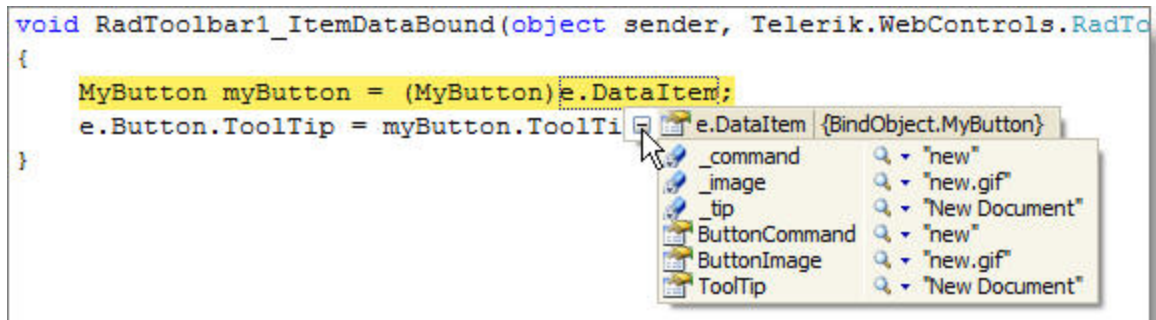 void RadToolbar1_ItemDataBound(object sender, Telerik.WebControls.RadTo
{
MyButton myButton = (MyButton)e.DataItem;
e.Button.ToolTip = myButton.ToolTi e.DataItem {BindObject.MyButton}
}
_command "new"
_image "new.gif"
_tip "New Document"
ButtonCommand "new"
ButtonImage "new.gif"
ToolTip "New Document"